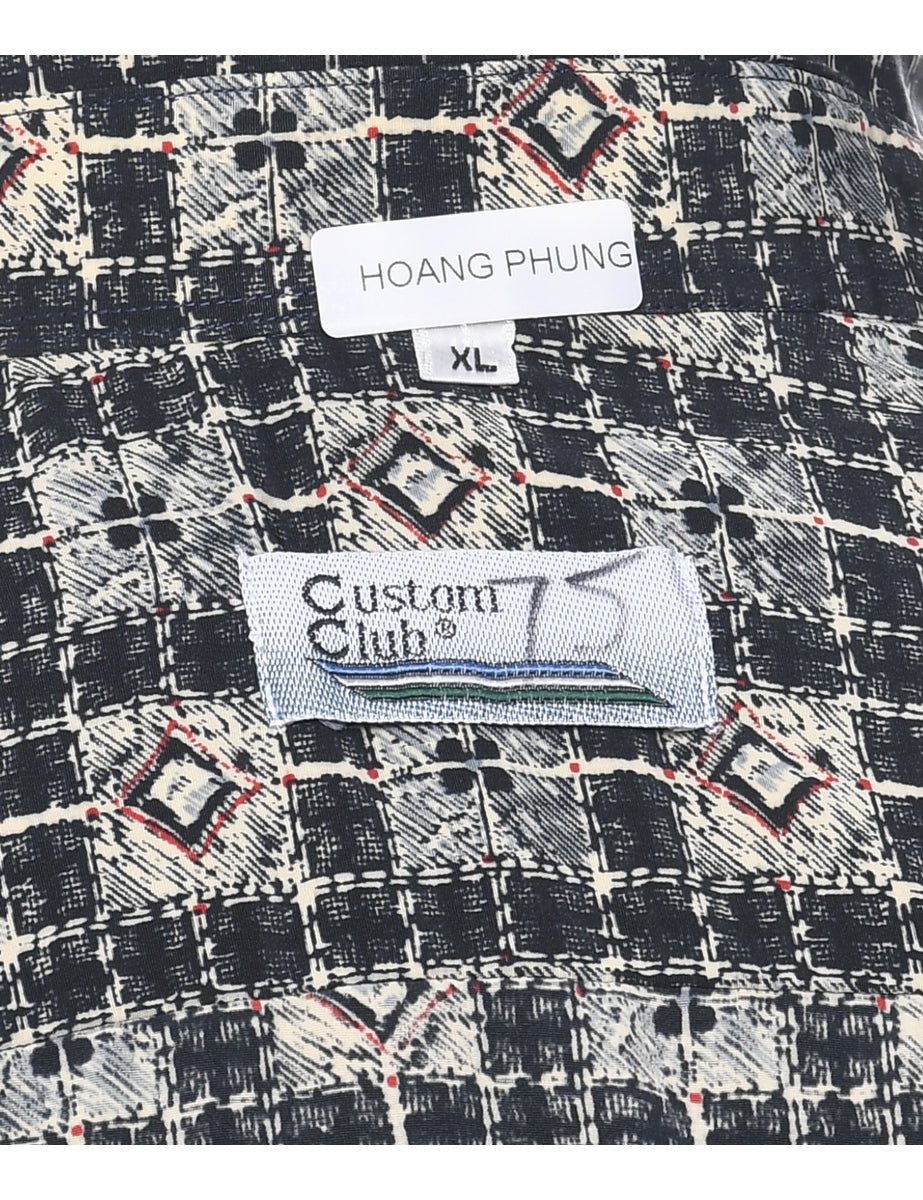 HOANG PHUNG
XL
Custom 75
Club®